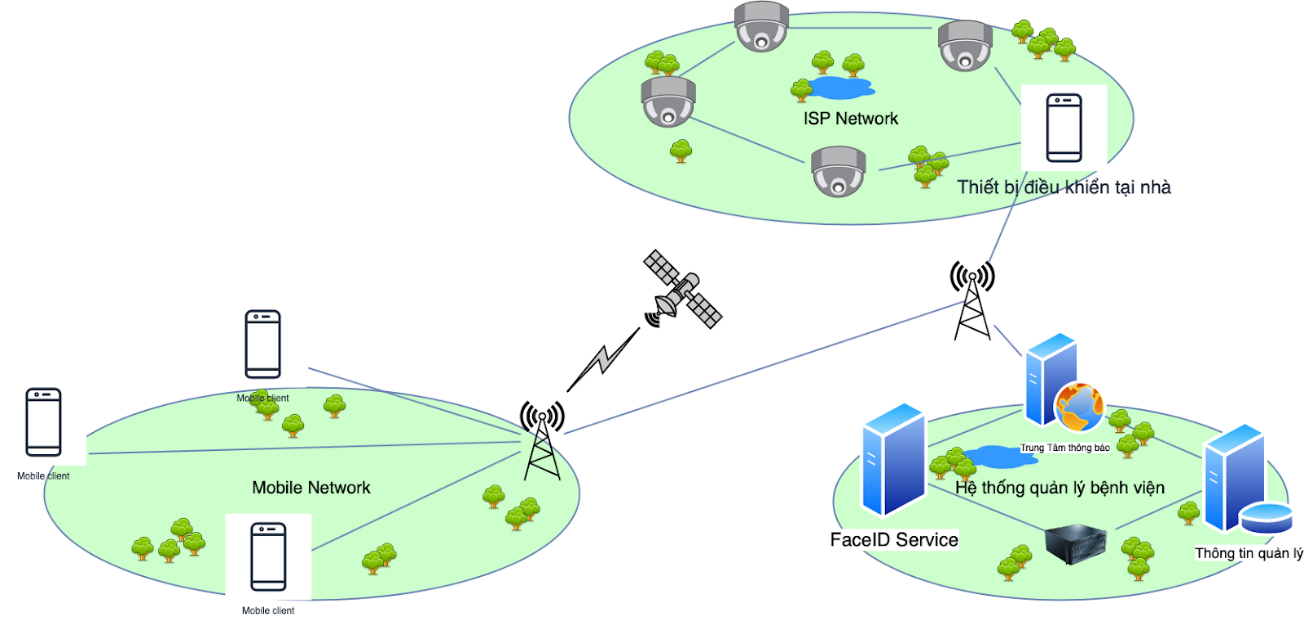 ISP Network
Thiết bị điều khiển tại nhà
Mobile client
Mobile client
Mobile Network
Mobile client
Trung Tâm thông báo
Hệ thống quản lý bệnh viện
FaceID Service
Thông tin quản lý